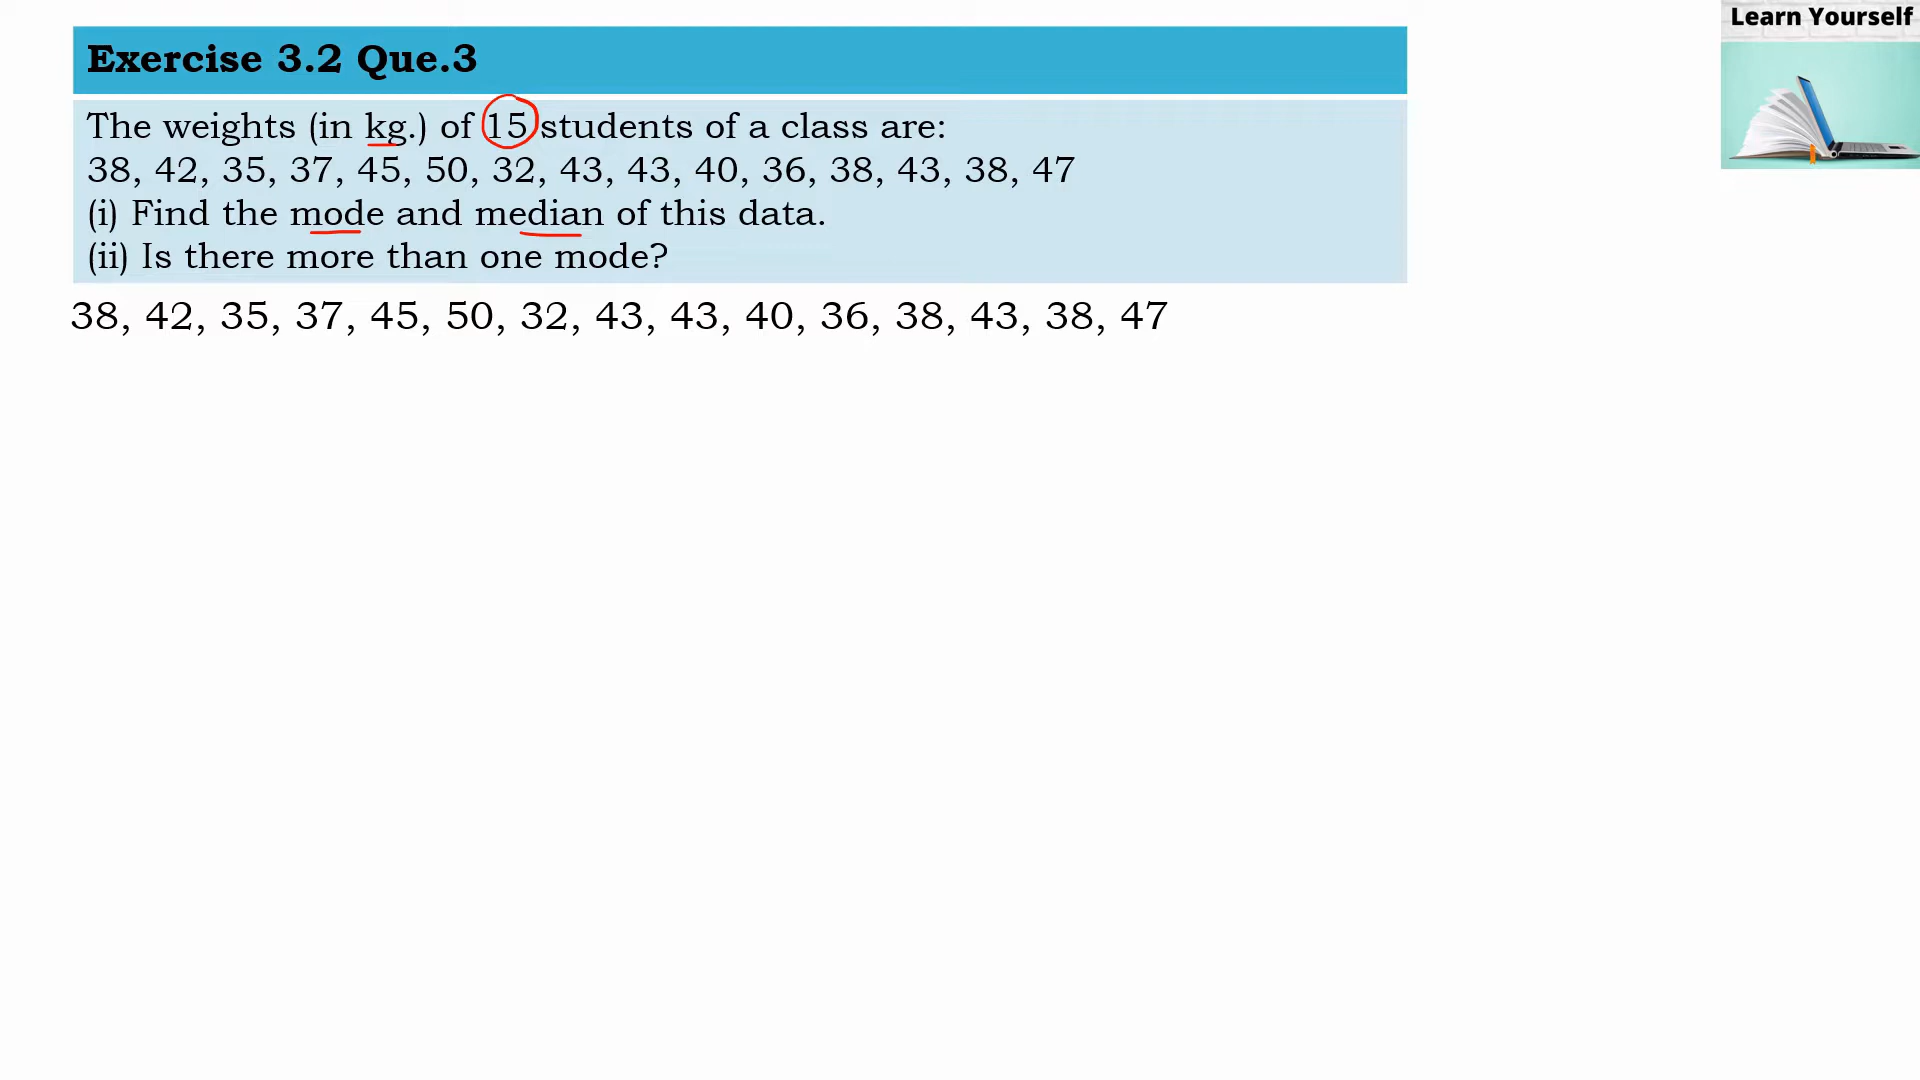 Learn Yourself
Exercise 3.2 Que.3
The weights (in kg.) of 15 students of a class are:
38, 42, 35, 37, 45, 50, 32, 43, 43, 40, 36, 38, 43, 38, 47
(i) Find the mode and median of this data.
(ii) Is there more than one mode?
38, 42, 35, 37, 45, 50, 32, 43, 43, 40, 36, 38, 43, 38, 47